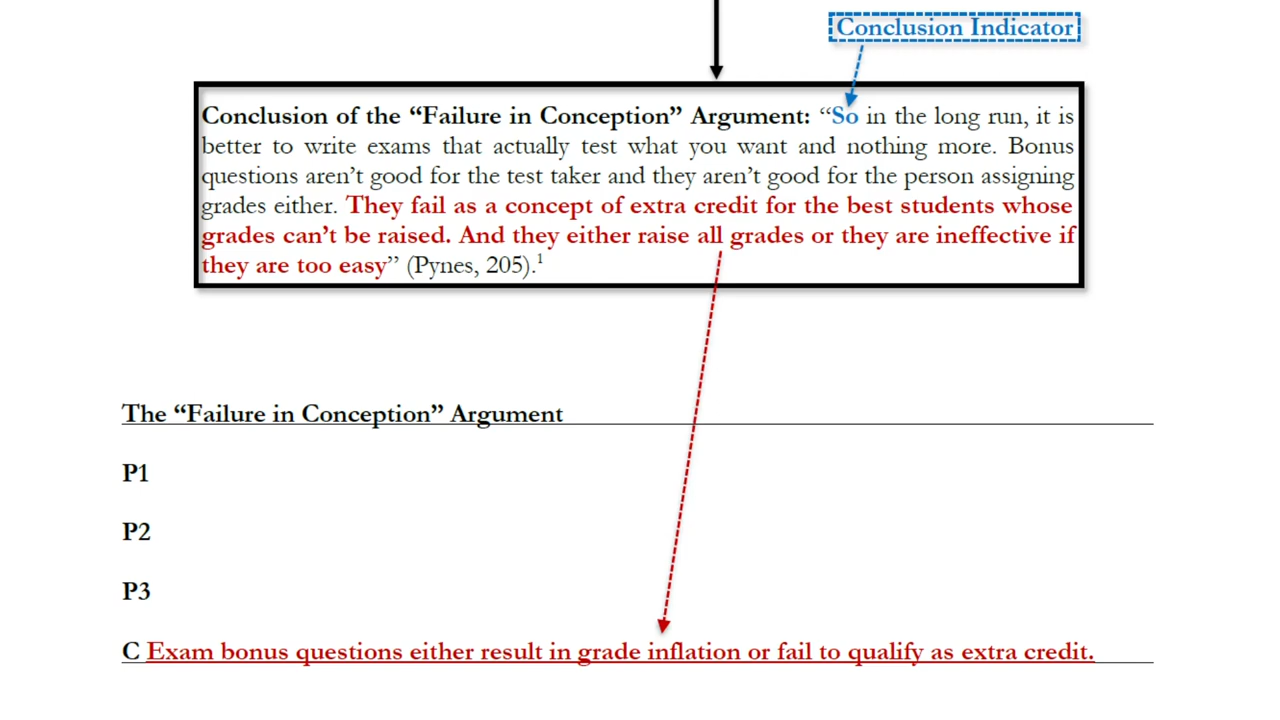 Conclusion Indicator
Conclusion of the “Failure in Conception” Argument: “So in the long run, it is
better to write exams that actually test what you want and nothing more. Bonus
questions aren’t good for the test taker and they aren’t good for the person assigning
grades either. They fail as a concept of extra credit for the best students whose
grades can’t be raised. And they either raise all grades or they are ineffective if
they are too easy” (Pynes, 205).1
The “Failure in Conception” Argument
P1
P2
P3
C Exam bonus questions either result in grade inflation or fail to qualify as extra credit.